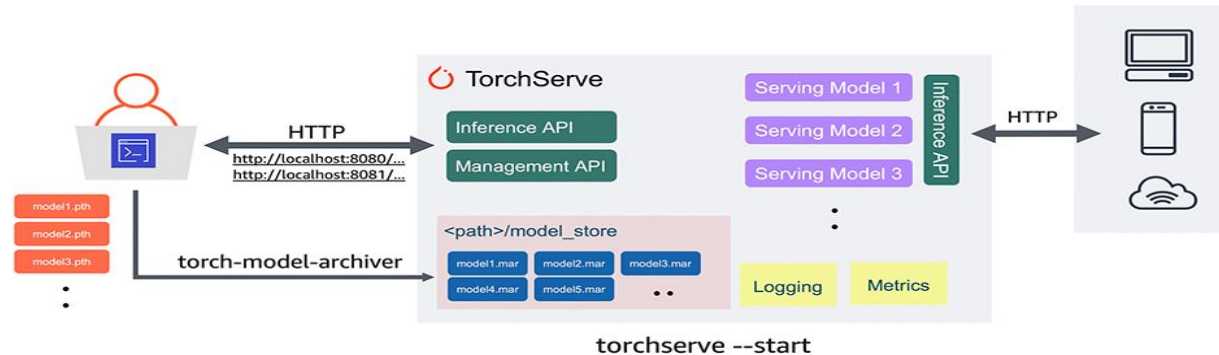 TorchServe
HTTP
http://localhost:8080/...
http://localhost:8081/...
Inference API
Management API
Serving Model 1
Serving Model 2
Serving Model 3
Inference API
HTTP
model1.pth
model2.pth
model3.pth
torch-model-archiver
<path>/model_store
model1.mar model2.mar model3.mar
model4.mar model5.mar
Logging
Metrics
torchserve --start